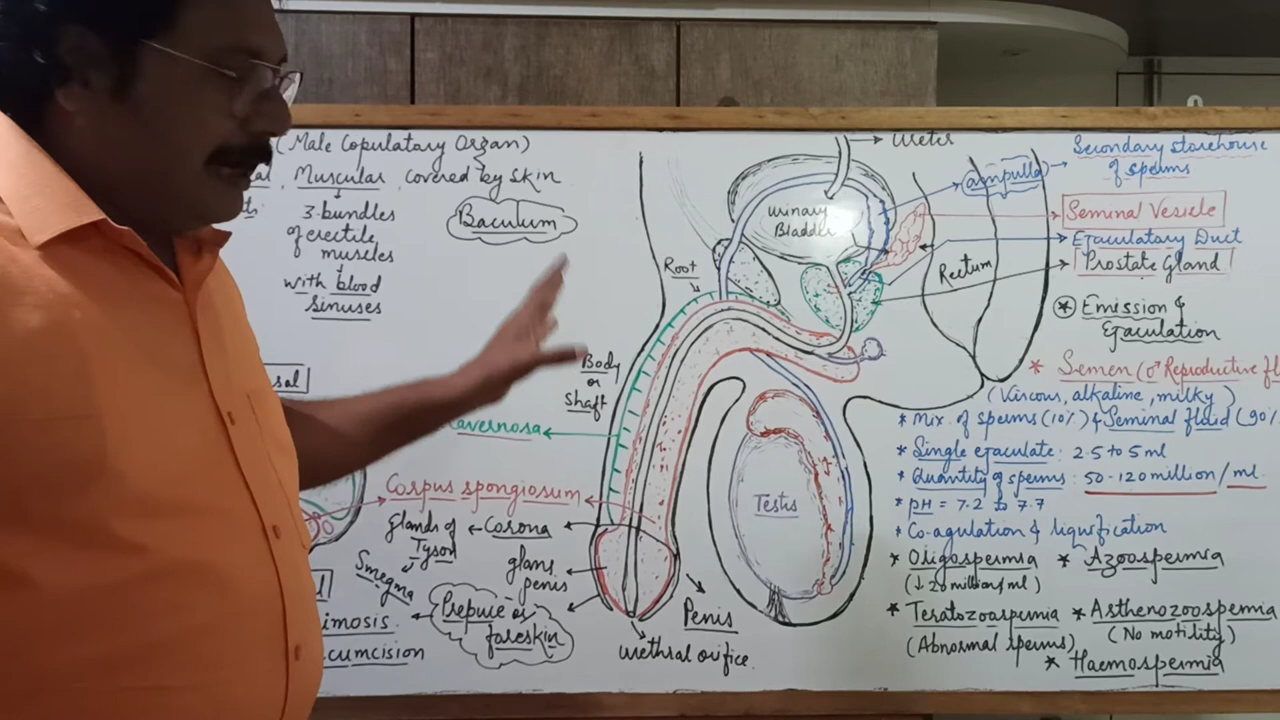 (Male Copulatory Organ)
Muscular, covered by skin
3-bundles
of erectile
muscles
with blood
Sinuses
Baculum
Root
Body
or
Shaft
Cavernosa
Corpus spongiosum
glands of
Tyson
Corona
Smegma
glans
penis
Prepuce or
foreskin
imosis
cumcision
urethral orifice
Penis
Testis
Urinary
Bladder
Rectum
Ureter
ampulla
Secondary storehouse
of sperms
Seminal Vesicle
Ejaculatory Duct
Prostate Gland
Emission &
Ejaculation
* Semen (♂ Reproductive fl
(Viscous, alkaline, milky)
* Mix. of sperms (10%) & Seminal fluid (90%
* Single ejaculate: 2.5 to 5 ml
* Quantity of sperms: 50-120 million/ml
* pH = 7.2 to 7.7
* Co-agulation & liquification
* Oligospermia
(↓ 20 million/ml)
* Azoospermia
* Teratozoospemia
(Abnormal sperms)
* Asthenozoospemia
(No motility)
* Haemospermia